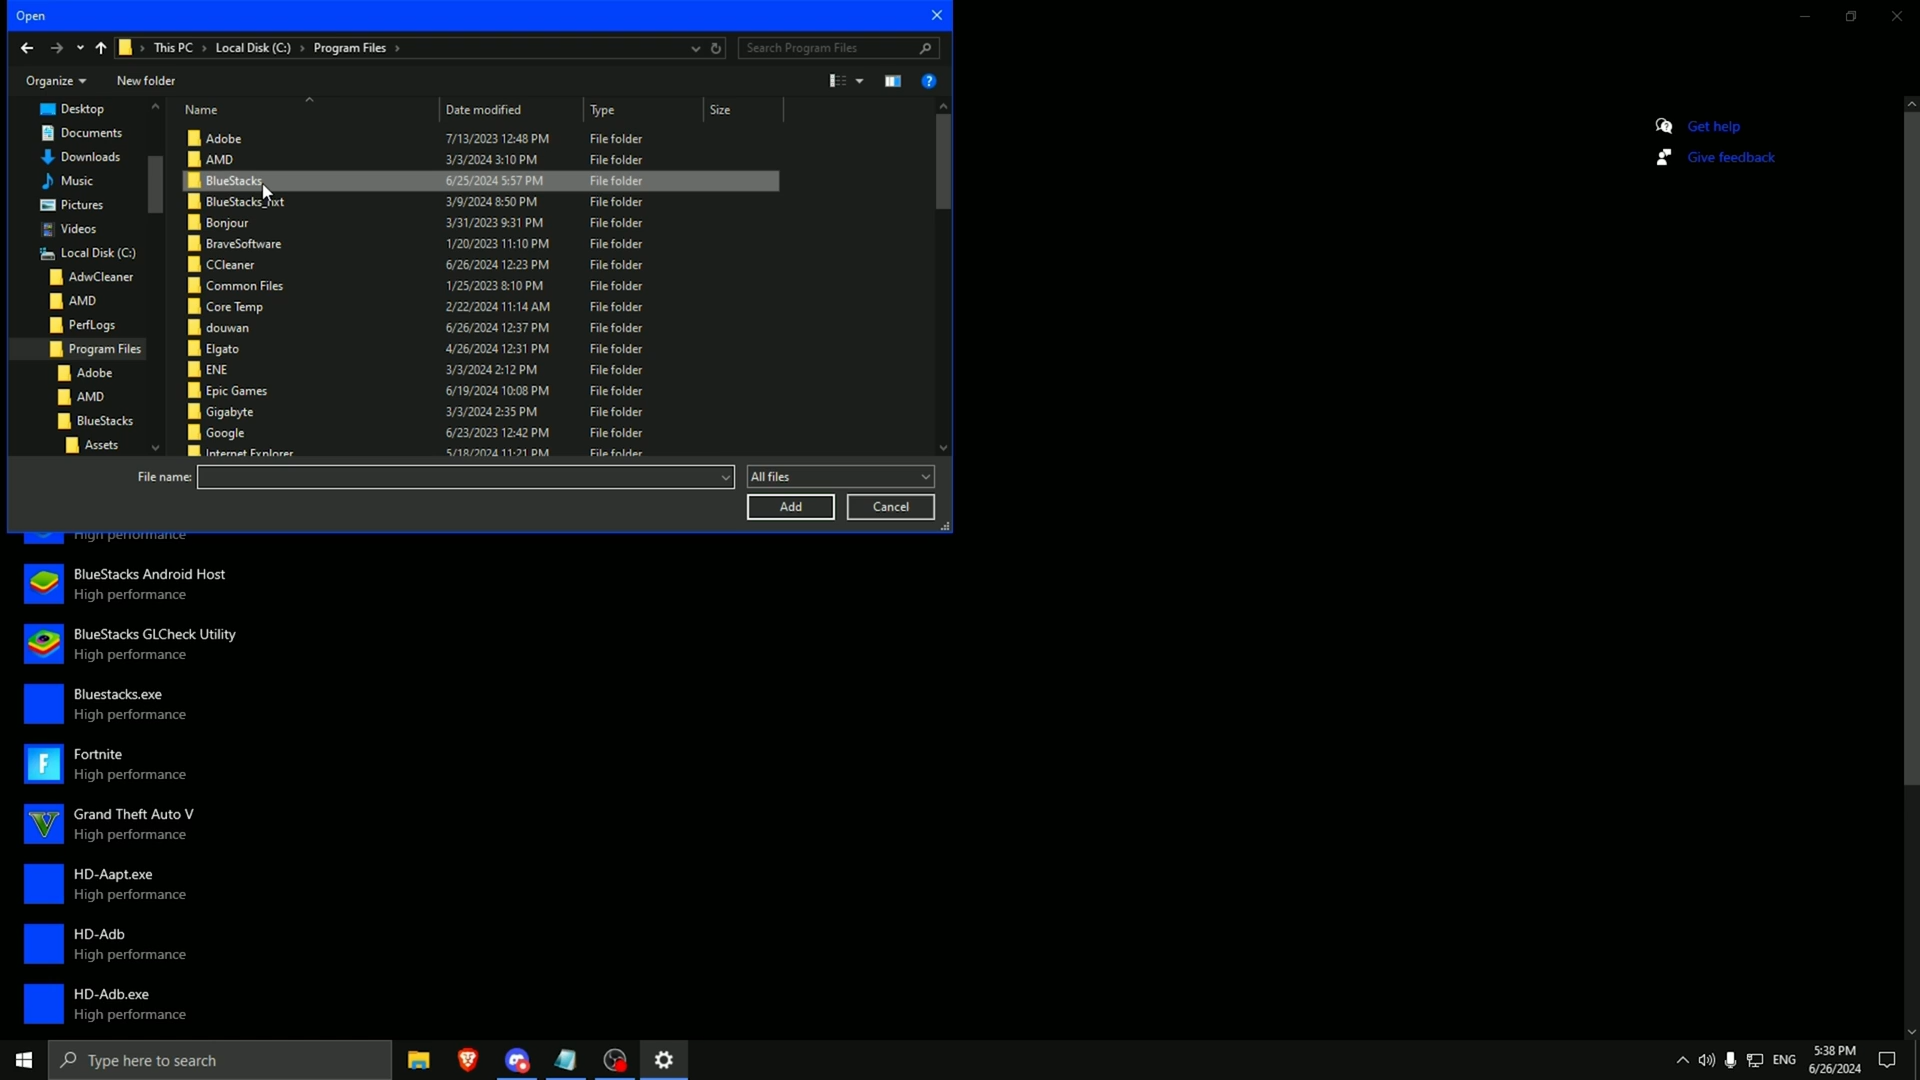 Open
This PC > Local Disk (C:) > Program Files >
Search Program Files
Organize
New folder
Desktop
Documents
Downloads
Music
Pictures
Videos
Local Disk (C:)
AdwCleaner
AMD
PerfLogs
Program Files
Adobe
AMD
BlueStacks
Assets
Name Date modified Type Size
Adobe 7/13/2023 12:48 PM File folder
AMD 3/3/2024 3:10 PM File folder
BlueStacks 6/25/2024 5:57 PM File folder
BlueStacks_nxt 3/9/2024 8:50 PM File folder
Bonjour 3/31/2023 9:31 PM File folder
BraveSoftware 1/20/2023 11:10 PM File folder
CCleaner 6/26/2024 12:23 PM File folder
Common Files 1/25/2023 8:10 PM File folder
Core Temp 2/22/2024 11:14 AM File folder
douwan 6/26/2024 12:37 PM File folder
Elgato 4/26/2024 12:31 PM File folder
ENE 3/3/2024 2:12 PM File folder
Epic Games 6/19/2024 10:08 PM File folder
Gigabyte 3/3/2024 2:35 PM File folder
Google 6/23/2023 12:42 PM File folder
Internet Explorer 5/18/2024 11:21 PM File folder
File name:
All files
Add
Cancel
Get help
Give feedback
High performance
BlueStacks Android Host
High performance
BlueStacks GLCheck Utility
High performance
Bluestacks.exe
High performance
Fortnite
High performance
Grand Theft Auto V
High performance
HD-Aapt.exe
High performance
HD-Adb
High performance
HD-Adb.exe
High performance
Type here to search
ENG
5:38 PM
6/26/2024